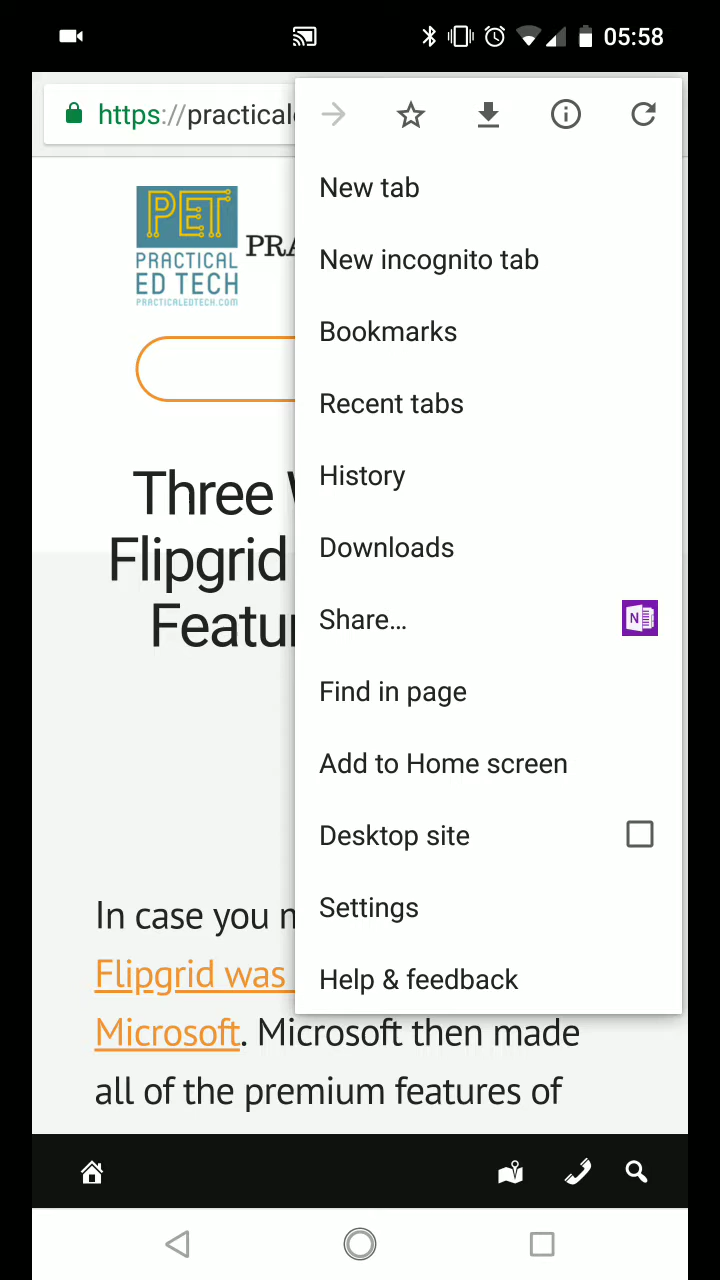 05:58
https://practical
New tab
New incognito tab
Bookmarks
Recent tabs
History
Downloads
Share...
N
Find in page
Add to Home screen
Desktop site
Settings
Help & feedback
PET
PRACTICAL
ED TECH
PRACTICALEDTECH.COM
PRA
Three
Flipgrid
Featu
In case you
Flipgrid was
Microsoft. Microsoft then made
all of the premium features of